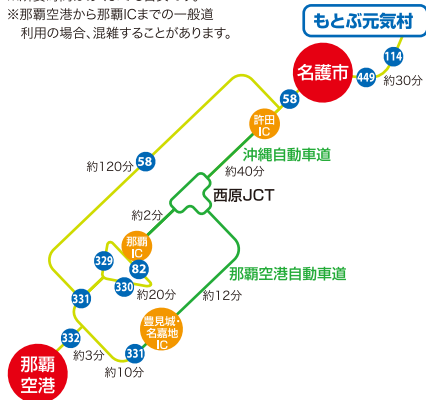 ※那覇空港から那覇ICまでの一般道
利用の場合、混雑することがあります。
もとぶ元気村
114
449
約30分
名護市
58
許田
IC
沖縄自動車道
58
約120分
約40分
西原JCT
約2分
那覇
IC
329
82
330
約20分
那覇空港自動車道
約12分
331
豊見城・
名嘉地
IC
332
約3分
331
約10分
那覇
空港